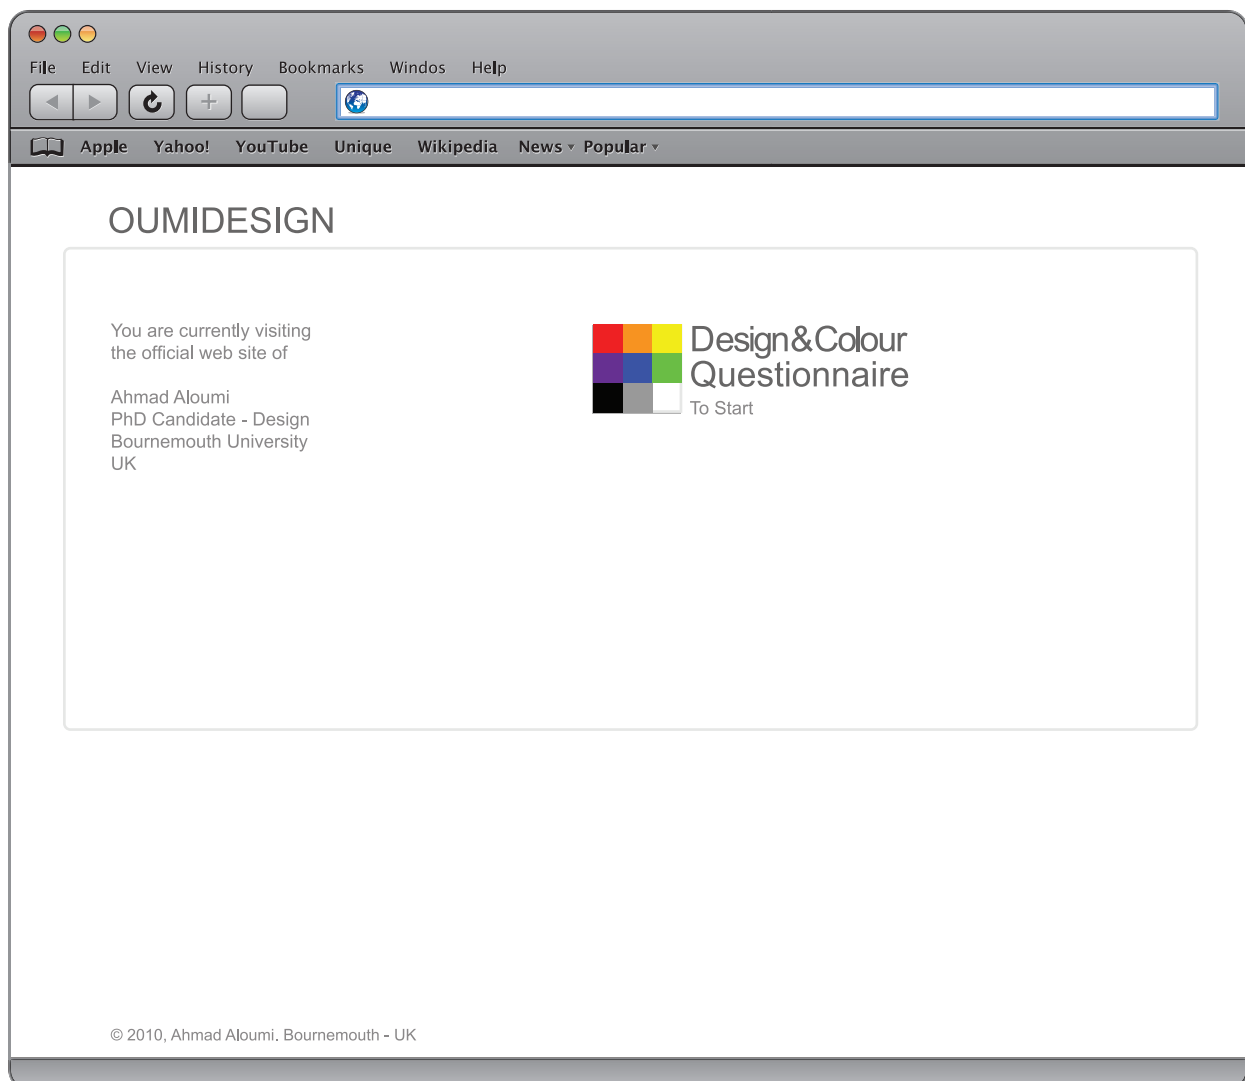 File Edit View History Bookmarks Windos Help
Apple Yahoo! YouTube Unique Wikipedia News Popular
OUMIDESIGN
You are currently visiting
the official web site of
Ahmad Aloumi
PhD Candidate - Design
Bournemouth University
UK
Design&Colour
Questionnaire
To Start
© 2010, Ahmad Aloumi. Bournemouth - UK